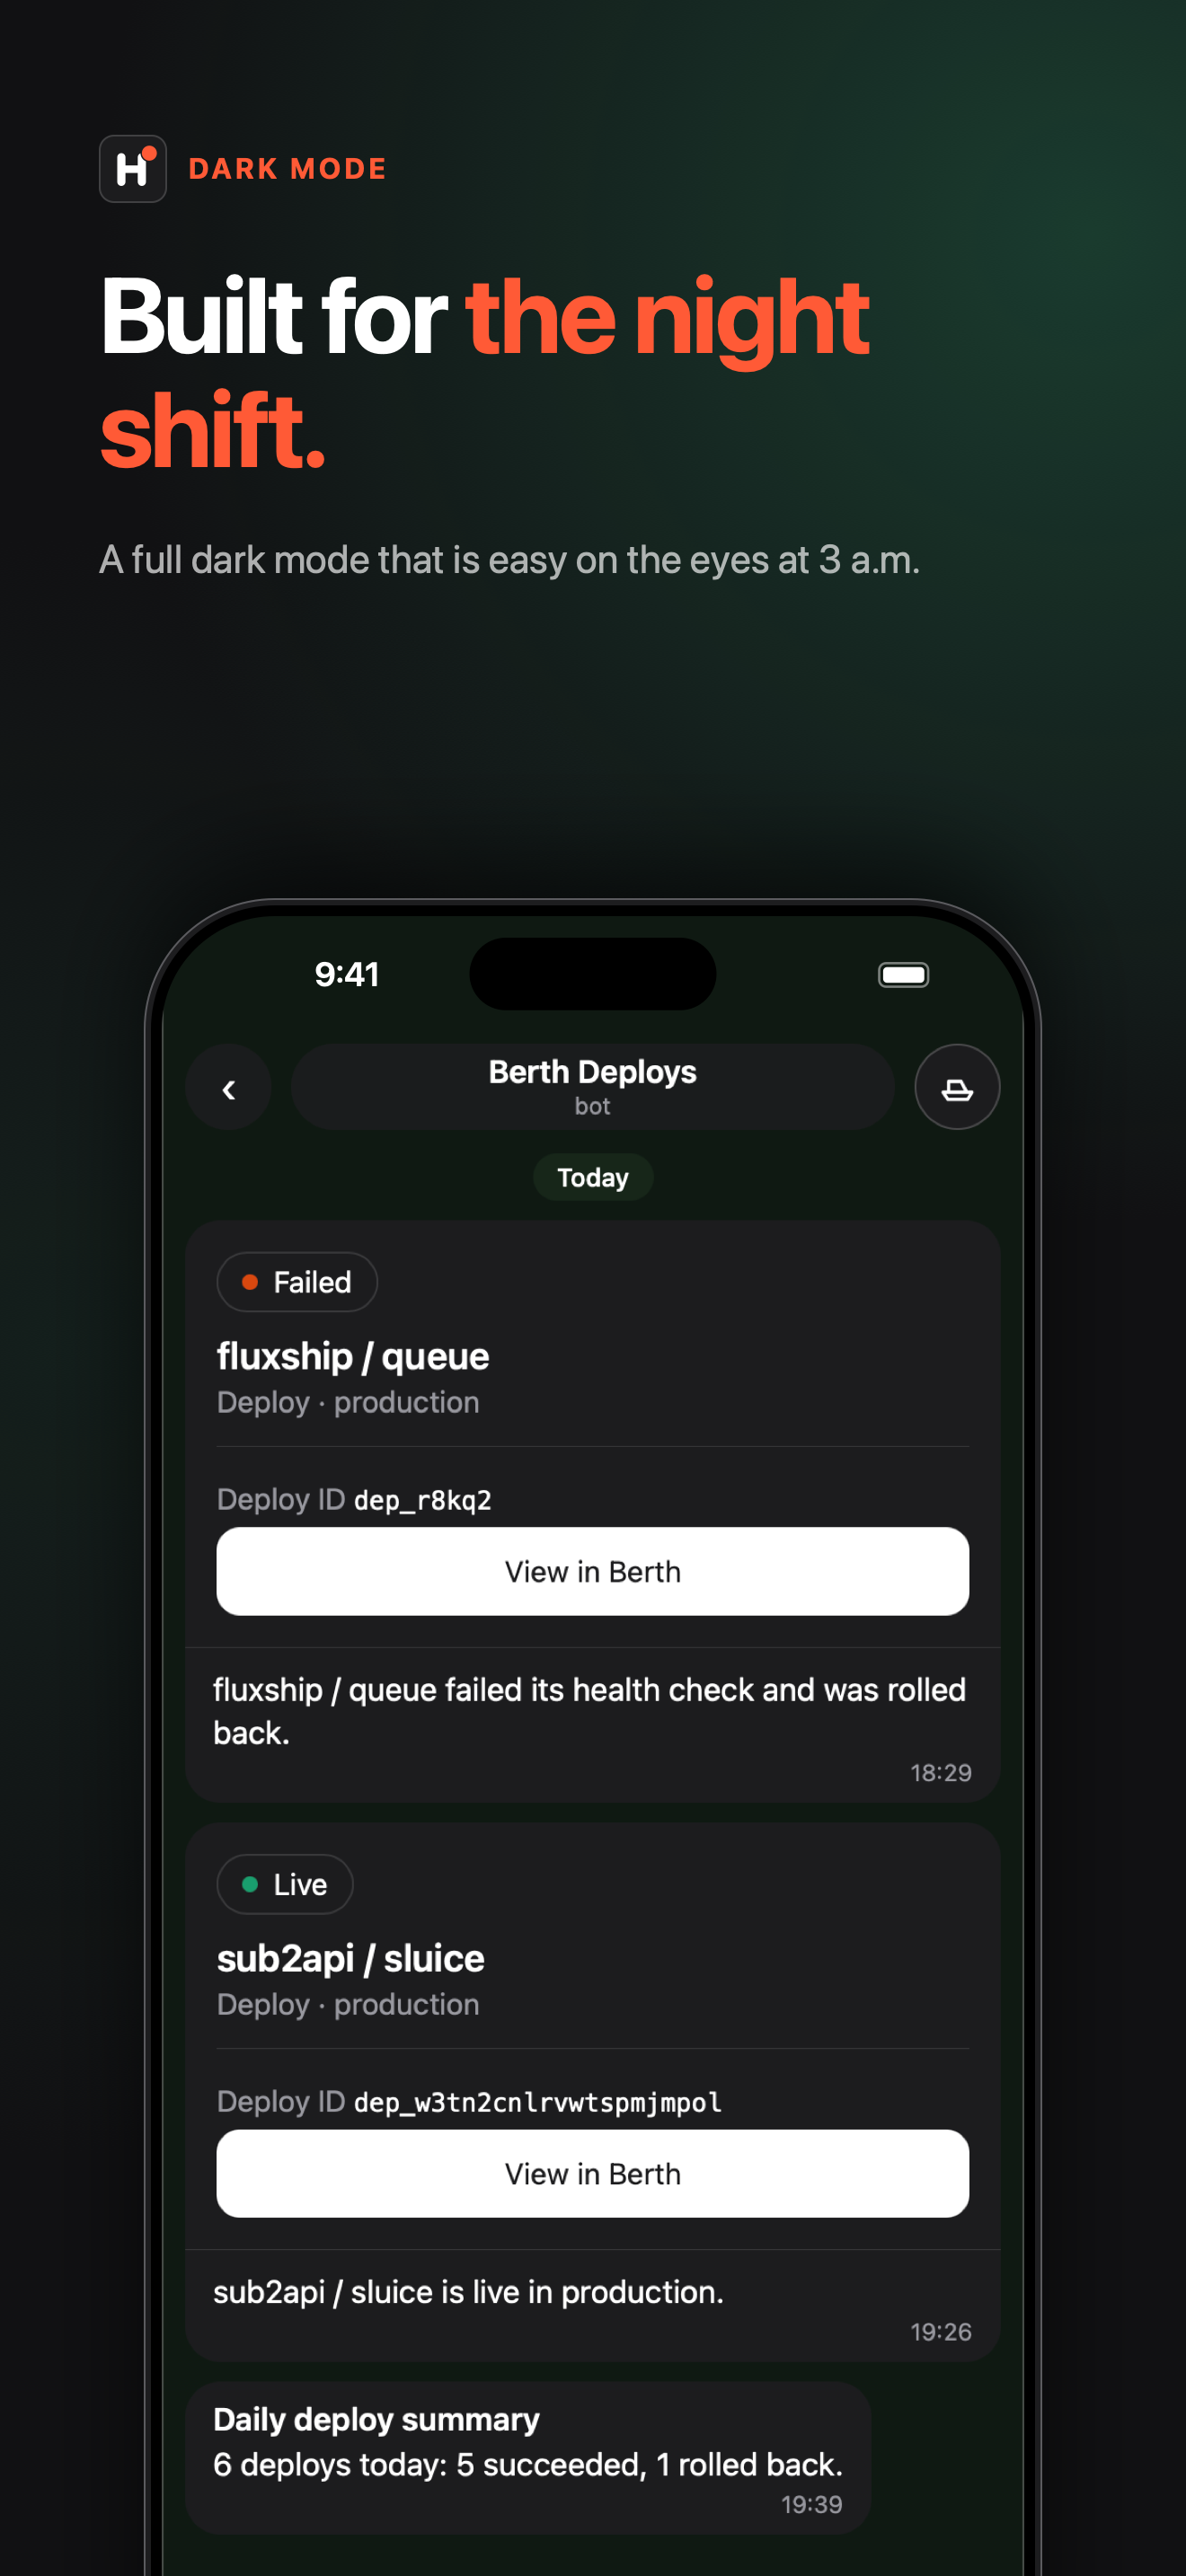 H
DARK MODE
Built for the night
shift.
A full dark mode that is easy on the eyes at 3 a.m.
9:41
Berth Deploys
bot
Today
Failed
fluxship / queue
Deploy · production
Deploy ID dep_r8kq2
View in Berth
fluxship / queue failed its health check and was rolled
back.
18:29
Live
sub2api / sluice
Deploy · production
Deploy ID dep_w3tn2cnlrvwtspmjmpol
View in Berth
sub2api / sluice is live in production.
19:26
Daily deploy summary
6 deploys today: 5 succeeded, 1 rolled back.
19:39